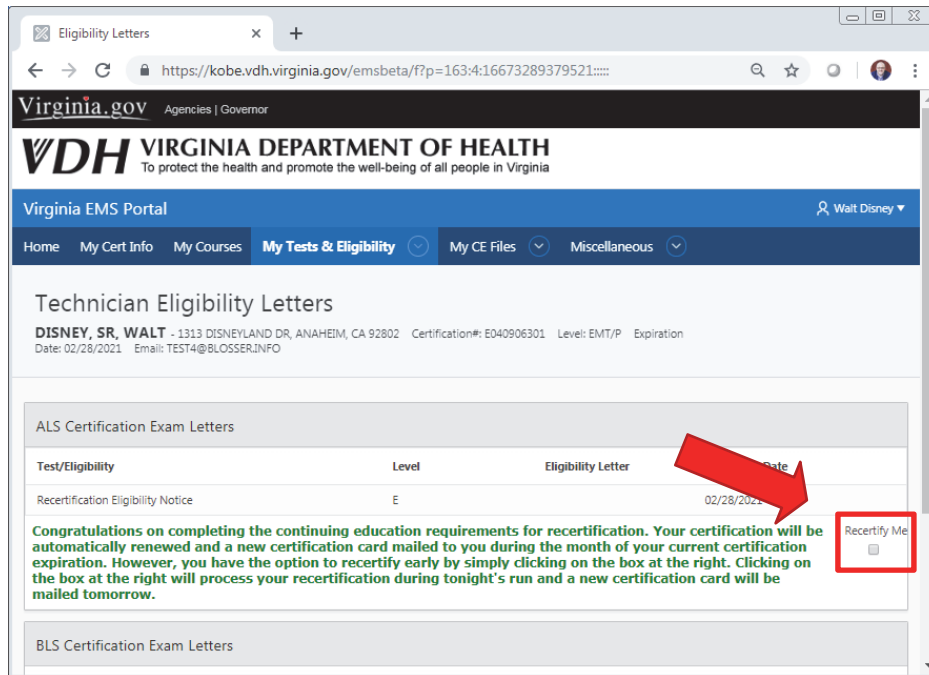 Eligibility Letters
https://kobe.vdh.virginia.gov/emsbeta/f?p=163:4:16673289379521:::::
Virginia.gov Agencies | Governor
VDH VIRGINIA DEPARTMENT OF HEALTH
To protect the health and promote the well-being of all people in Virginia
Virginia EMS Portal Walt Disney
Home My Cert Info My Courses My Tests & Eligibility My CE Files Miscellaneous
Technician Eligibility Letters
DISNEY, SR, WALT - 1313 DISNEYLAND DR, ANAHEIM, CA 92802 Certification#: E040906301 Level: EMT/P Expiration
Date: 02/28/2021 Email: TEST4@BLOSSER.INFO
ALS Certification Exam Letters
Test/Eligibility Level Eligibility Letter Date
Recertification Eligibility Notice E 02/28/2021
Congratulations on completing the continuing education requirements for recertification. Your certification will be Recertify Me
automatically renewed and a new certification card mailed to you during the month of your current certification
expiration. However, you have the option to recertify early by simply clicking on the box at the right. Clicking on
the box at the right will process your recertification during tonight's run and a new certification card will be
mailed tomorrow.
BLS Certification Exam Letters